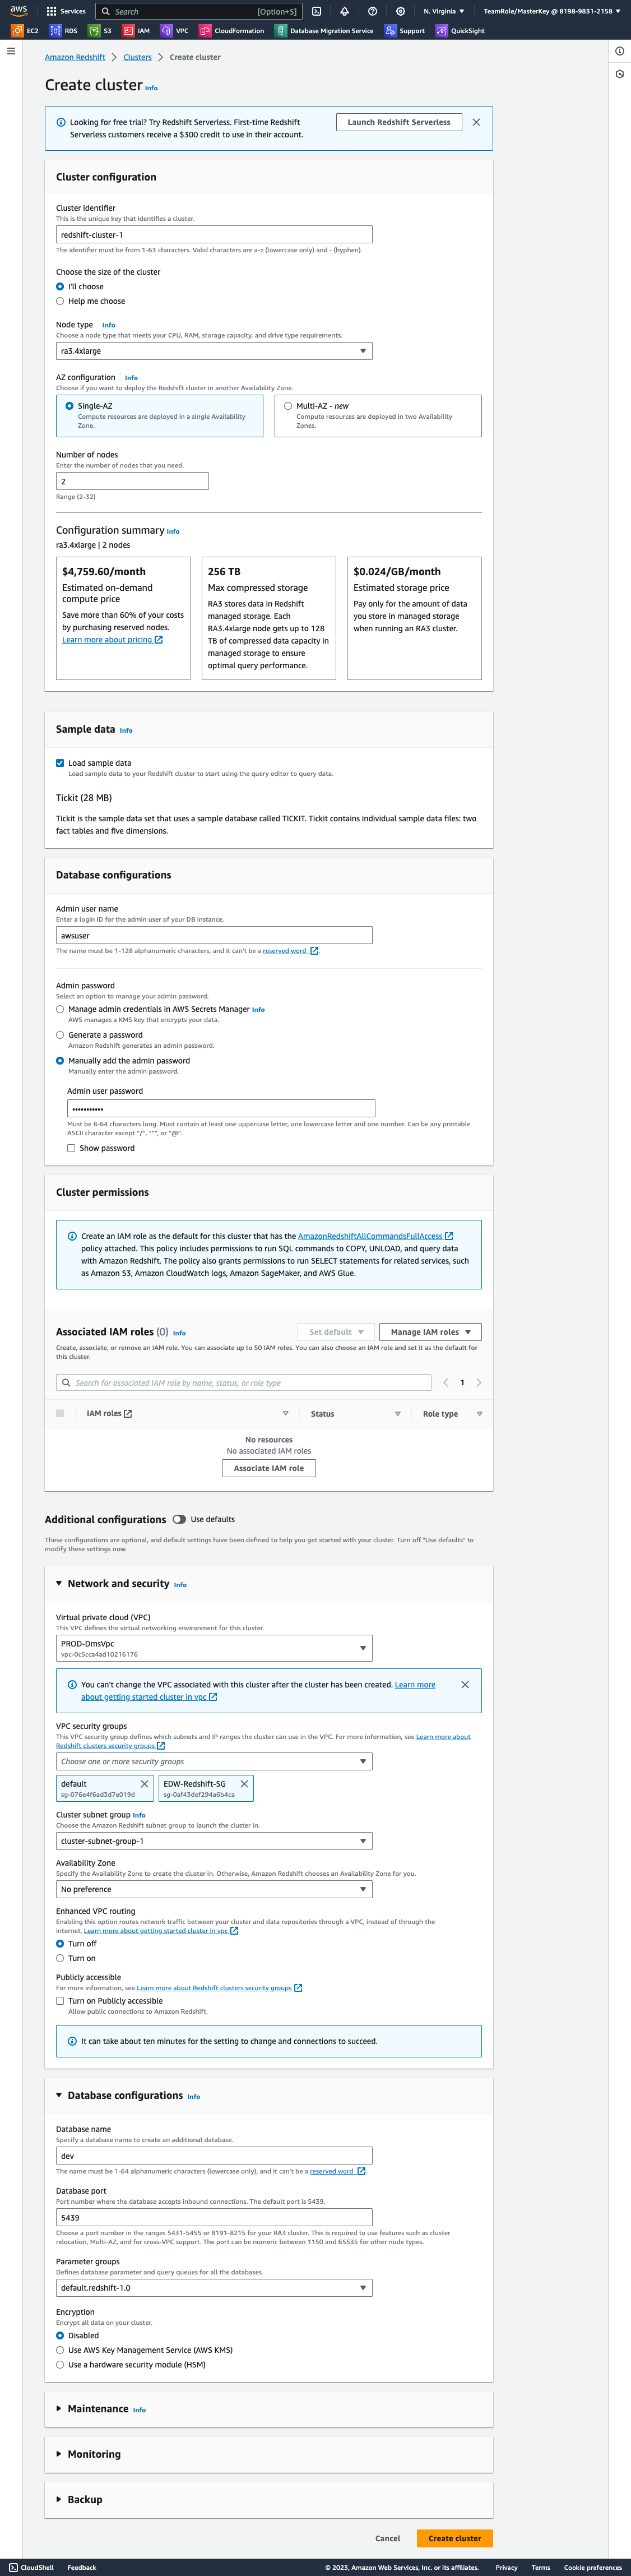 aws
Services
Search
[Option+S]
N. Virginia
TeamRole/MasterKey @ 8198-9831-2158
EC2
RDS
S3
IAM
VPC
CloudFormation
Database Migration Service
Support
QuickSight
Amazon Redshift
Clusters
Create cluster
Create cluster
Info
Looking for free trial? Try Redshift Serverless. First-time Redshift
Serverless customers receive a $300 credit to use in their account.
Launch Redshift Serverless
Cluster configuration
Cluster identifier
This is the unique key that identifies a cluster.
redshift-cluster-1
The identifier must be from 1-63 characters. Valid characters are a-z (lowercase only) and - (hyphen).
Choose the size of the cluster
I'll choose
Help me choose
Node type Info
Choose a node type that meets your CPU, RAM, storage capacity, and drive type requirements.
ra3.4xlarge
AZ configuration Info
Choose if you want to deploy the Redshift cluster in another Availability Zone.
Single-AZ
Compute resources are deployed in a single Availability
Zone.
Multi-AZ - new
Compute resources are deployed in two Availability
Zones.
Number of nodes
Enter the number of nodes that you need.
2
Range (2-32)
Configuration summary Info
ra3.4xlarge | 2 nodes
$4,759.60/month
Estimated on-demand
compute price
Save more than 60% of your costs
by purchasing reserved nodes.
Learn more about pricing
256 TB
Max compressed storage
RA3 stores data in Redshift
managed storage. Each
RA3.4xlarge node gets up to 128
TB of compressed data capacity in
managed storage to ensure
optimal query performance.
$0.024/GB/month
Estimated storage price
Pay only for the amount of data
you store in managed storage
when running an RA3 cluster.
Sample data Info
Load sample data
Load sample data to your Redshift cluster to start using the query editor to query data.
Tickit (28 MB)
Tickit is the sample data set that uses a sample database called TICKIT. Tickit contains individual sample data files: two
fact tables and five dimensions.
Database configurations
Admin user name
Enter a login ID for the admin user of your DB instance.
awsuser
The name must be 1-128 alphanumeric characters, and it can't be a reserved word .
Admin password
Select an option to manage your admin password.
Manage admin credentials in AWS Secrets Manager Info
AWS manages a KMS key that encrypts your data.
Generate a password
Amazon Redshift generates an admin password.
Manually add the admin password
Manually enter the admin password.
Admin user password
•••••••••••
Must be 8-64 characters long. Must contain at least one uppercase letter, one lowercase letter and one number. Can be any printable
ASCII character except "/", """, or "@".
Show password
Cluster permissions
Create an IAM role as the default for this cluster that has the AmazonRedshiftAllCommandsFullAccess
policy attached. This policy includes permissions to run SQL commands to COPY, UNLOAD, and query data
with Amazon Redshift. The policy also grants permissions to run SELECT statements for related services, such
as Amazon S3, Amazon CloudWatch logs, Amazon SageMaker, and AWS Glue.
Associated IAM roles (0) Info
Set default
Manage IAM roles
Create, associate, or remove an IAM role. You can associate up to 50 IAM roles. You can also choose an IAM role and set it as the default for
this cluster.
Search for associated IAM role by name, status, or role type
1
IAM roles
Status
Role type
No resources
No associated IAM roles
Associate IAM role
Additional configurations
Use defaults
These configurations are optional, and default settings have been defined to help you get started with your cluster. Turn off "Use defaults" to
modify these settings now.
Network and security Info
Virtual private cloud (VPC)
This VPC defines the virtual networking environment for this cluster.
PROD-DmsVpc
vpc-0c5cca4ad10216176
You can't change the VPC associated with this cluster after the cluster has been created. Learn more
about getting started cluster in vpc
VPC security groups
This VPC security group defines which subnets and IP ranges the cluster can use in the VPC. For more information, see Learn more about
Redshift clusters security groups
Choose one or more security groups
default
sg-076e4f6ad3d7e019d
EDW-Redshift-SG
sg-0af43def294a6b4ca
Cluster subnet group Info
Choose the Amazon Redshift subnet group to launch the cluster in.
cluster-subnet-group-1
Availability Zone
Specify the Availability Zone to create the cluster in. Otherwise, Amazon Redshift chooses an Availability Zone for you.
No preference
Enhanced VPC routing
Enabling this option routes network traffic between your cluster and data repositories through a VPC, instead of through the
internet. Learn more about getting started cluster in vpc
Turn off
Turn on
Publicly accessible
For more information, see Learn more about Redshift clusters security groups
Turn on Publicly accessible
Allow public connections to Amazon Redshift.
It can take about ten minutes for the setting to change and connections to succeed.
Database configurations Info
Database name
Specify a database name to create an additional database.
dev
The name must be 1-64 alphanumeric characters (lowercase only), and it can't be a reserved word .
Database port
Port number where the database accepts inbound connections. The default port is 5439.
5439
Choose a port number in the ranges 5431-5455 or 8191-8215 for your RA3 cluster. This is required to use features such as cluster
relocation, Multi-AZ, and for cross-VPC support. The port can be numeric between 1150 and 65535 for other node types.
Parameter groups
Defines database parameter and query queues for all the databases.
default.redshift-1.0
Encryption
Encrypt all data on your cluster.
Disabled
Use AWS Key Management Service (AWS KMS)
Use a hardware security module (HSM)
Maintenance Info
Monitoring
Backup
Cancel
Create cluster
CloudShell
Feedback
© 2023, Amazon Web Services, Inc. or its affiliates.
Privacy
Terms
Cookie preferences